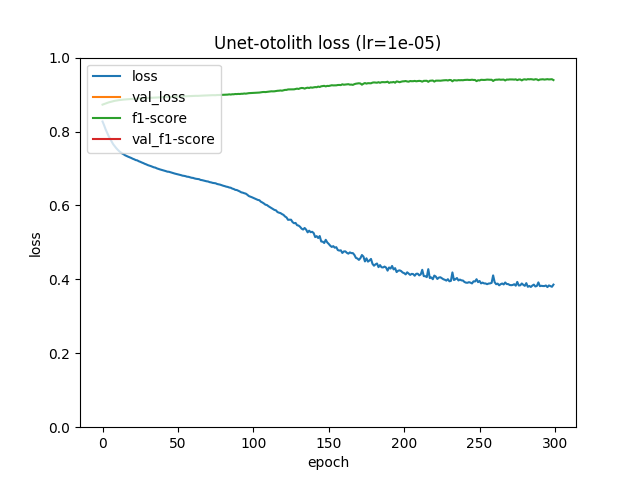 Unet-otolith loss (lr=1e-05)
1.0
0.8
0.6
0.4
0.2
0.0
loss
loss
val_loss
f1-score
val_f1-score
0 50 100 150 200 250 300
epoch